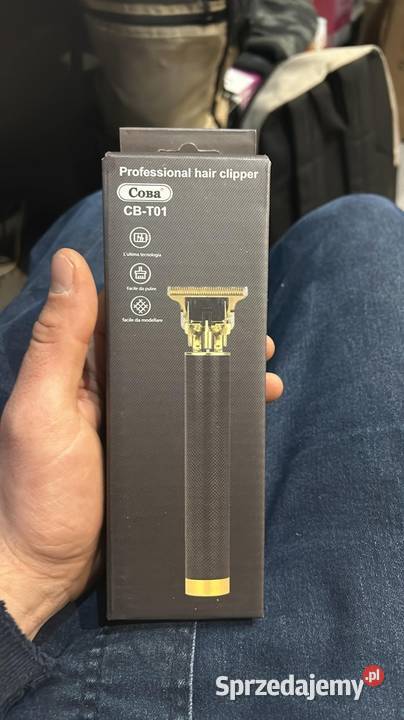 Professional hair clipper
COBA
CB-T01
L'ultima tecnologia
Facile da pulire
facile da modellare
Sprzedajemy.pl